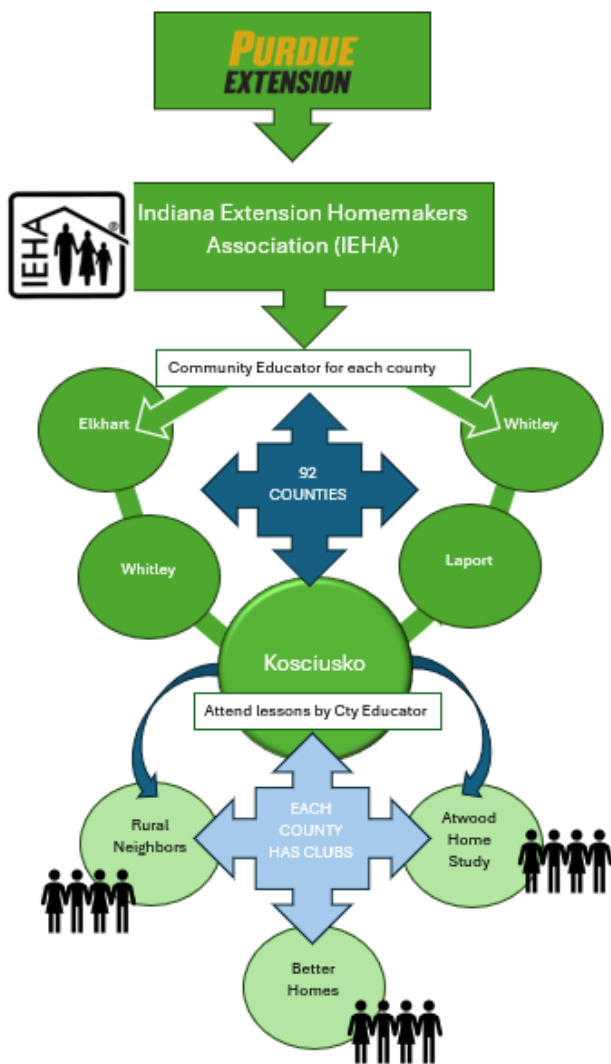 PURDUE
EXTENSION
IEHA
®
Indiana Extension Homemakers
Association (IEHA)
Community Educator for each county
Elkhart
Whitley
92
COUNTIES
Whitley
Laport
Kosciusko
Attend lessons by Cty Educator
Rural
Neighbors
EACH
COUNTY
HAS CLUBS
Atwood
Home
Study
Better
Homes